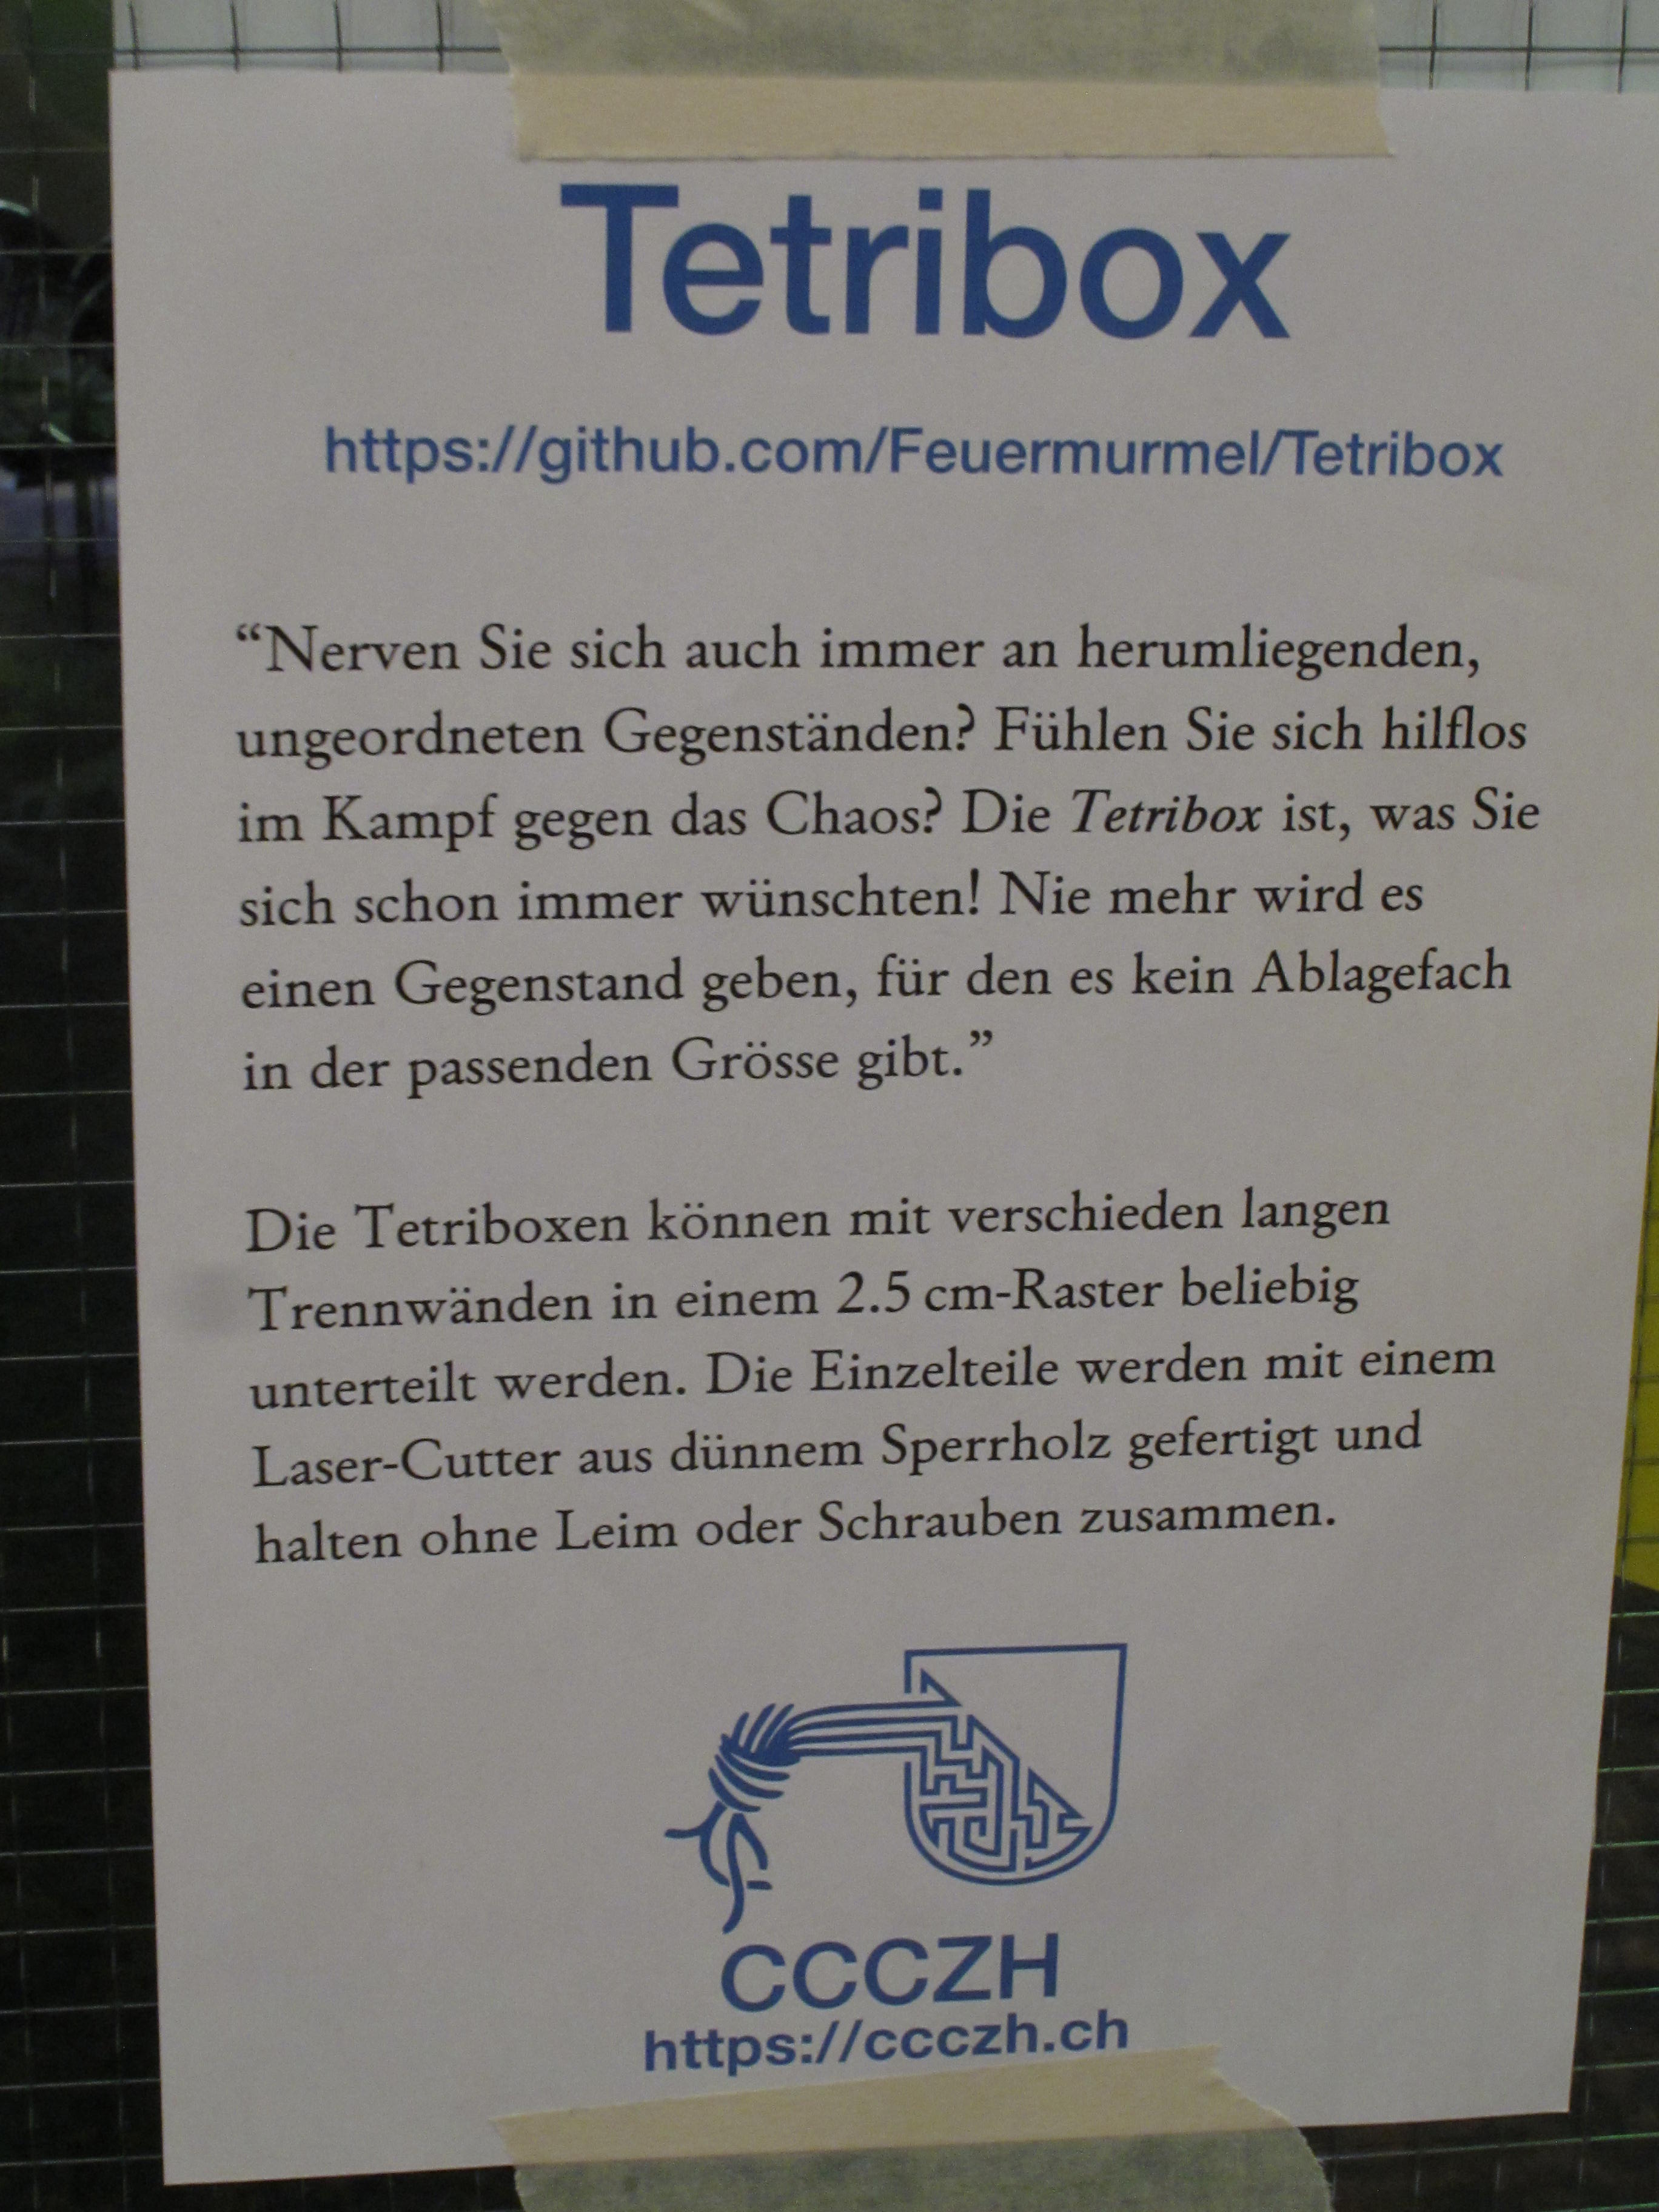 Tetribox
https://github.com/Feuermurmel/Tetribox
“Nerven Sie sich auch immer an herumliegenden,
ungeordneten Gegenständen? Fühlen Sie sich hilflos
im Kampf gegen das Chaos? Die Tetribox ist, was Sie
sich schon immer wünschten! Nie mehr wird es
einen Gegenstand geben, für den es kein Ablagefach
in der passenden Grösse gibt.”
Die Tetriboxen können mit verschieden langen
Trennwänden in einem 2.5 cm-Raster beliebig
unterteilt werden. Die Einzelteile werden mit einem
Laser-Cutter aus dünnem Sperrholz gefertigt und
halten ohne Leim oder Schrauben zusammen.
CCCZH
https://ccczh.ch